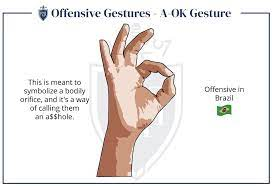 Offensive Gestures - A-OK Gesture
This is meant to
symbolize a bodily
orifice, and it's a way
of calling them
an a$$hole.
Offensive in
Brazil